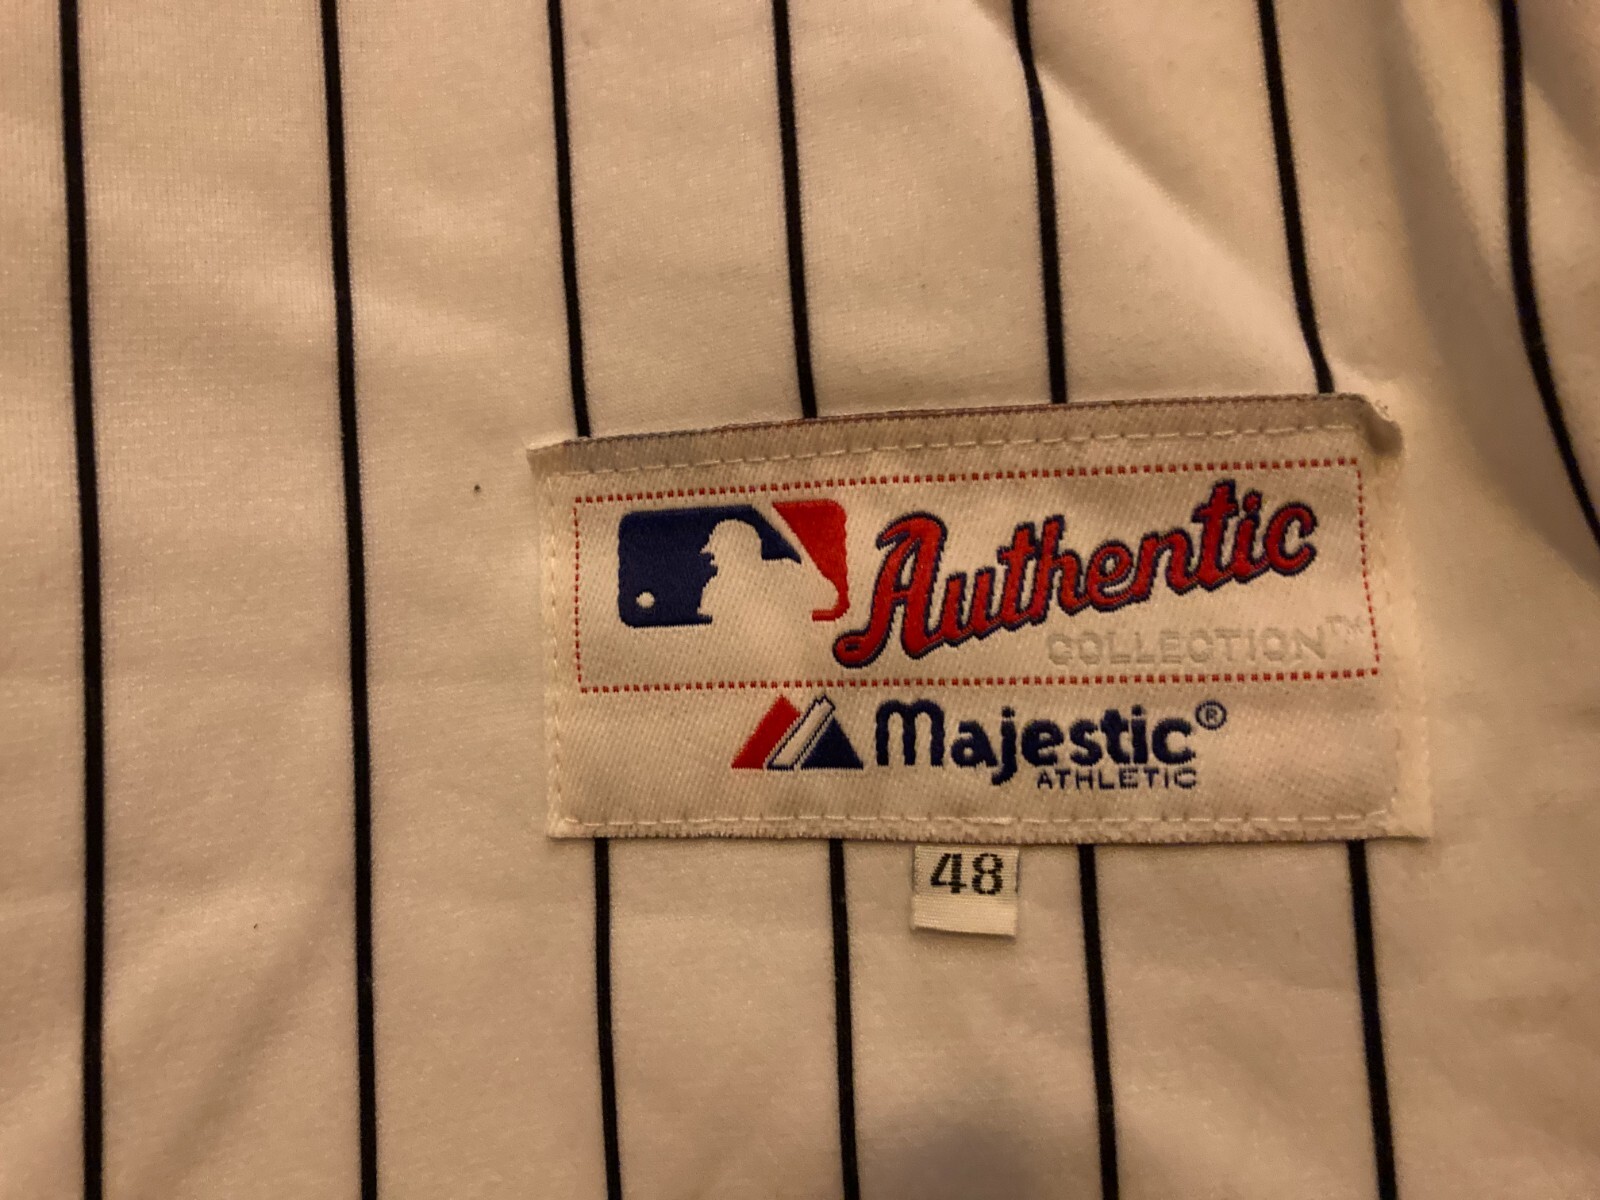 Authentic
COLLECTION™
Majestic®
ATHLETIC
48